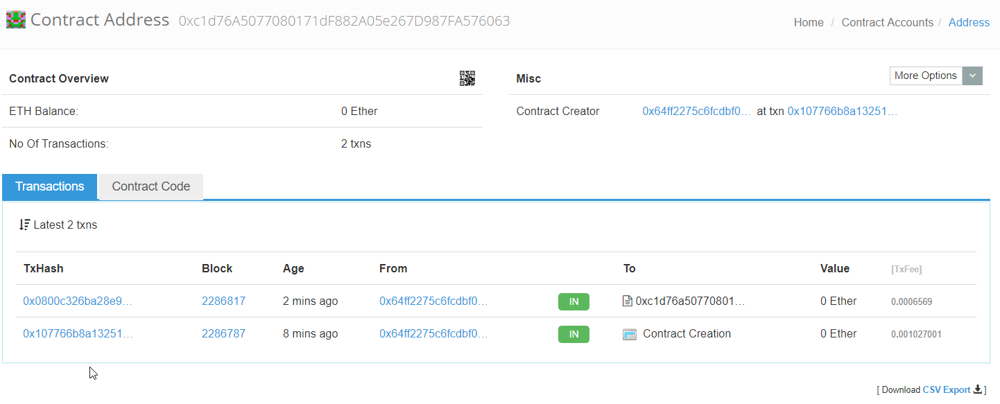 Contract Address 0xc1d76A5077080171dF882A05e267D987FA576063
Home / Contract Accounts / Address
Contract Overview
Misc
More Options
ETH Balance: 0 Ether
Contract Creator 0x64ff2275c6fcdbf0... at txn 0x107766b8a13251...
No Of Transactions: 2 txns
Transactions Contract Code
Latest 2 txns
TxHash Block Age From To Value [TxFee]
0x0800c326ba28e9... 2286817 2 mins ago 0x64ff2275c6fcdbf0... IN 0xc1d76a50770801... 0 Ether 0.0006569
0x107766b8a13251... 2286787 8 mins ago 0x64ff2275c6fcdbf0... IN Contract Creation 0 Ether 0.001027001
[ Download CSV Export ]